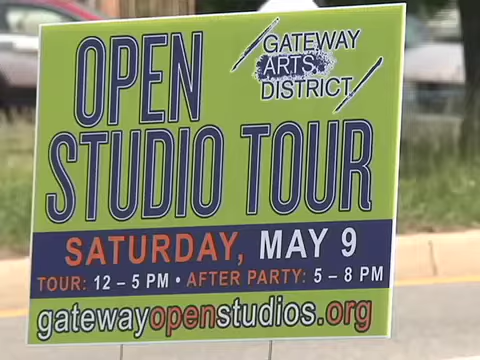 OPEN
STUDIO TOUR
GATEWAY
ARTS
DISTRICT
SATURDAY, MAY 9
TOUR: 12 – 5 PM • AFTER PARTY: 5 – 8 PM
gatewayopenstudios.org